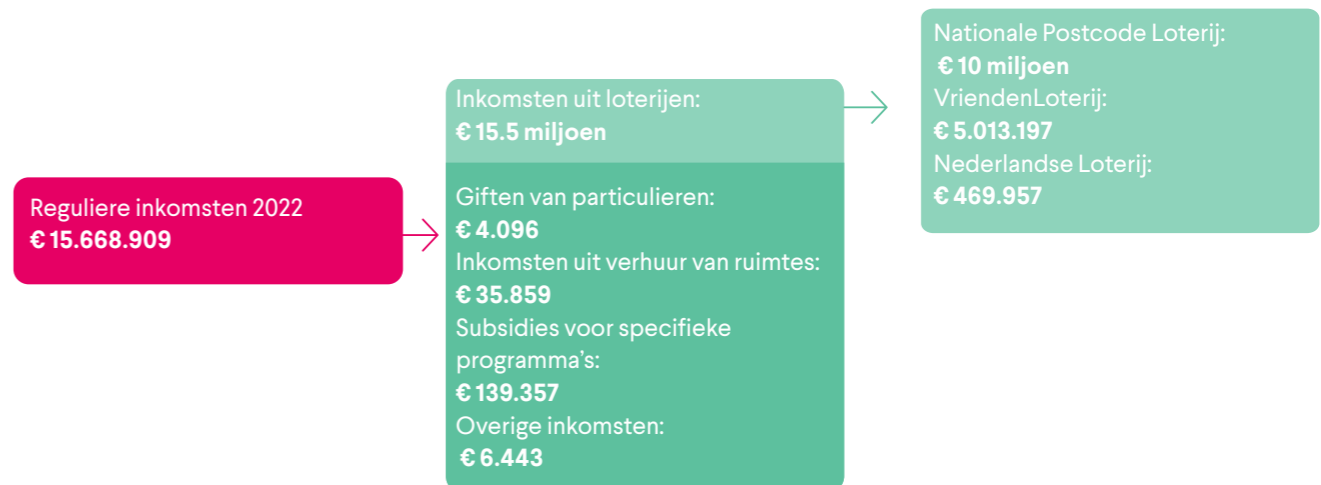 Reguliere inkomsten 2022
€ 15.668.909
Inkomsten uit loterijen:
€ 15.5 miljoen
Giften van particulieren:
€ 4.096
Inkomsten uit verhuur van ruimtes:
€ 35.859
Subsidies voor specifieke
programma's:
€ 139.357
Overige inkomsten:
€ 6.443
Nationale Postcode Loterij:
€ 10 miljoen
VriendenLoterij:
€ 5.013.197
Nederlandse Loterij:
€ 469.957